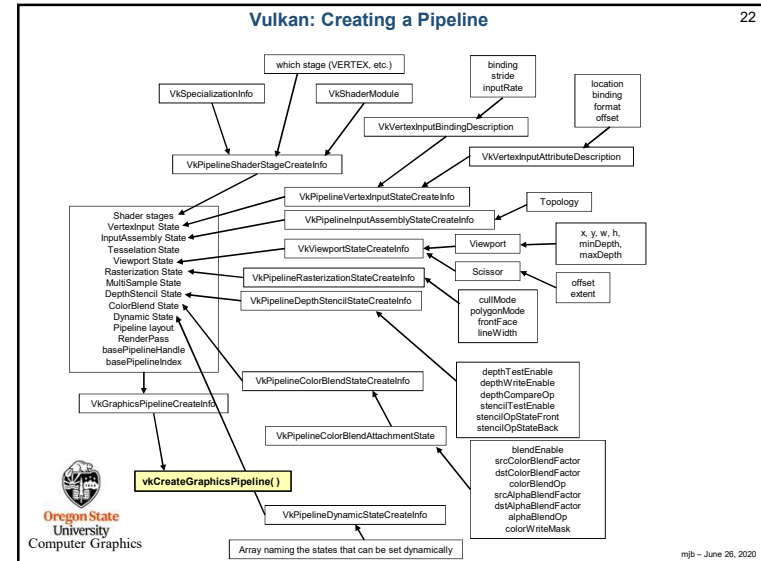 Vulkan: Creating a Pipeline
22
which stage (VERTEX, etc.)
binding
stride
inputRate
location
binding
format
offset
VkSpecializationInfo
VkShaderModule
VkVertexInputBindingDescription
VkPipelineShaderStageCreateInfo
VkVertexInputAttributeDescription
VkPipelineVertexInputStateCreateInfo
Topology
VkPipelineInputAssemblyStateCreateInfo
Shader stages
VertexInput State
InputAssembly State
Tesselation State
Viewport State
Rasterization State
MultiSample State
DepthStencil State
ColorBlend State
Dynamic State
Pipeline layout
RenderPass
basePipelineHandle
basePipelineIndex
VkViewportStateCreateInfo
Viewport
x, y, w, h,
minDepth,
maxDepth
Scissor
offset
extent
VkPipelineRasterizationStateCreateInfo
cullMode
polygonMode
frontFace
lineWidth
VkPipelineDepthStencilStateCreateInfo
depthTestEnable
depthWriteEnable
depthCompareOp
stencilTestEnable
stencilOpStateFront
stencilOpStateBack
VkPipelineColorBlendStateCreateInfo
VkGraphicsPipelineCreateInfo
VkPipelineColorBlendAttachmentState
blendEnable
srcColorBlendFactor
dstColorBlendFactor
colorBlendOp
srcAlphaBlendFactor
dstAlphaBlendFactor
alphaBlendOp
colorWriteMask
vkCreateGraphicsPipeline( )
VkPipelineDynamicStateCreateInfo
Array naming the states that can be set dynamically
Oregon State
University
Computer Graphics
mjb – June 26, 2020